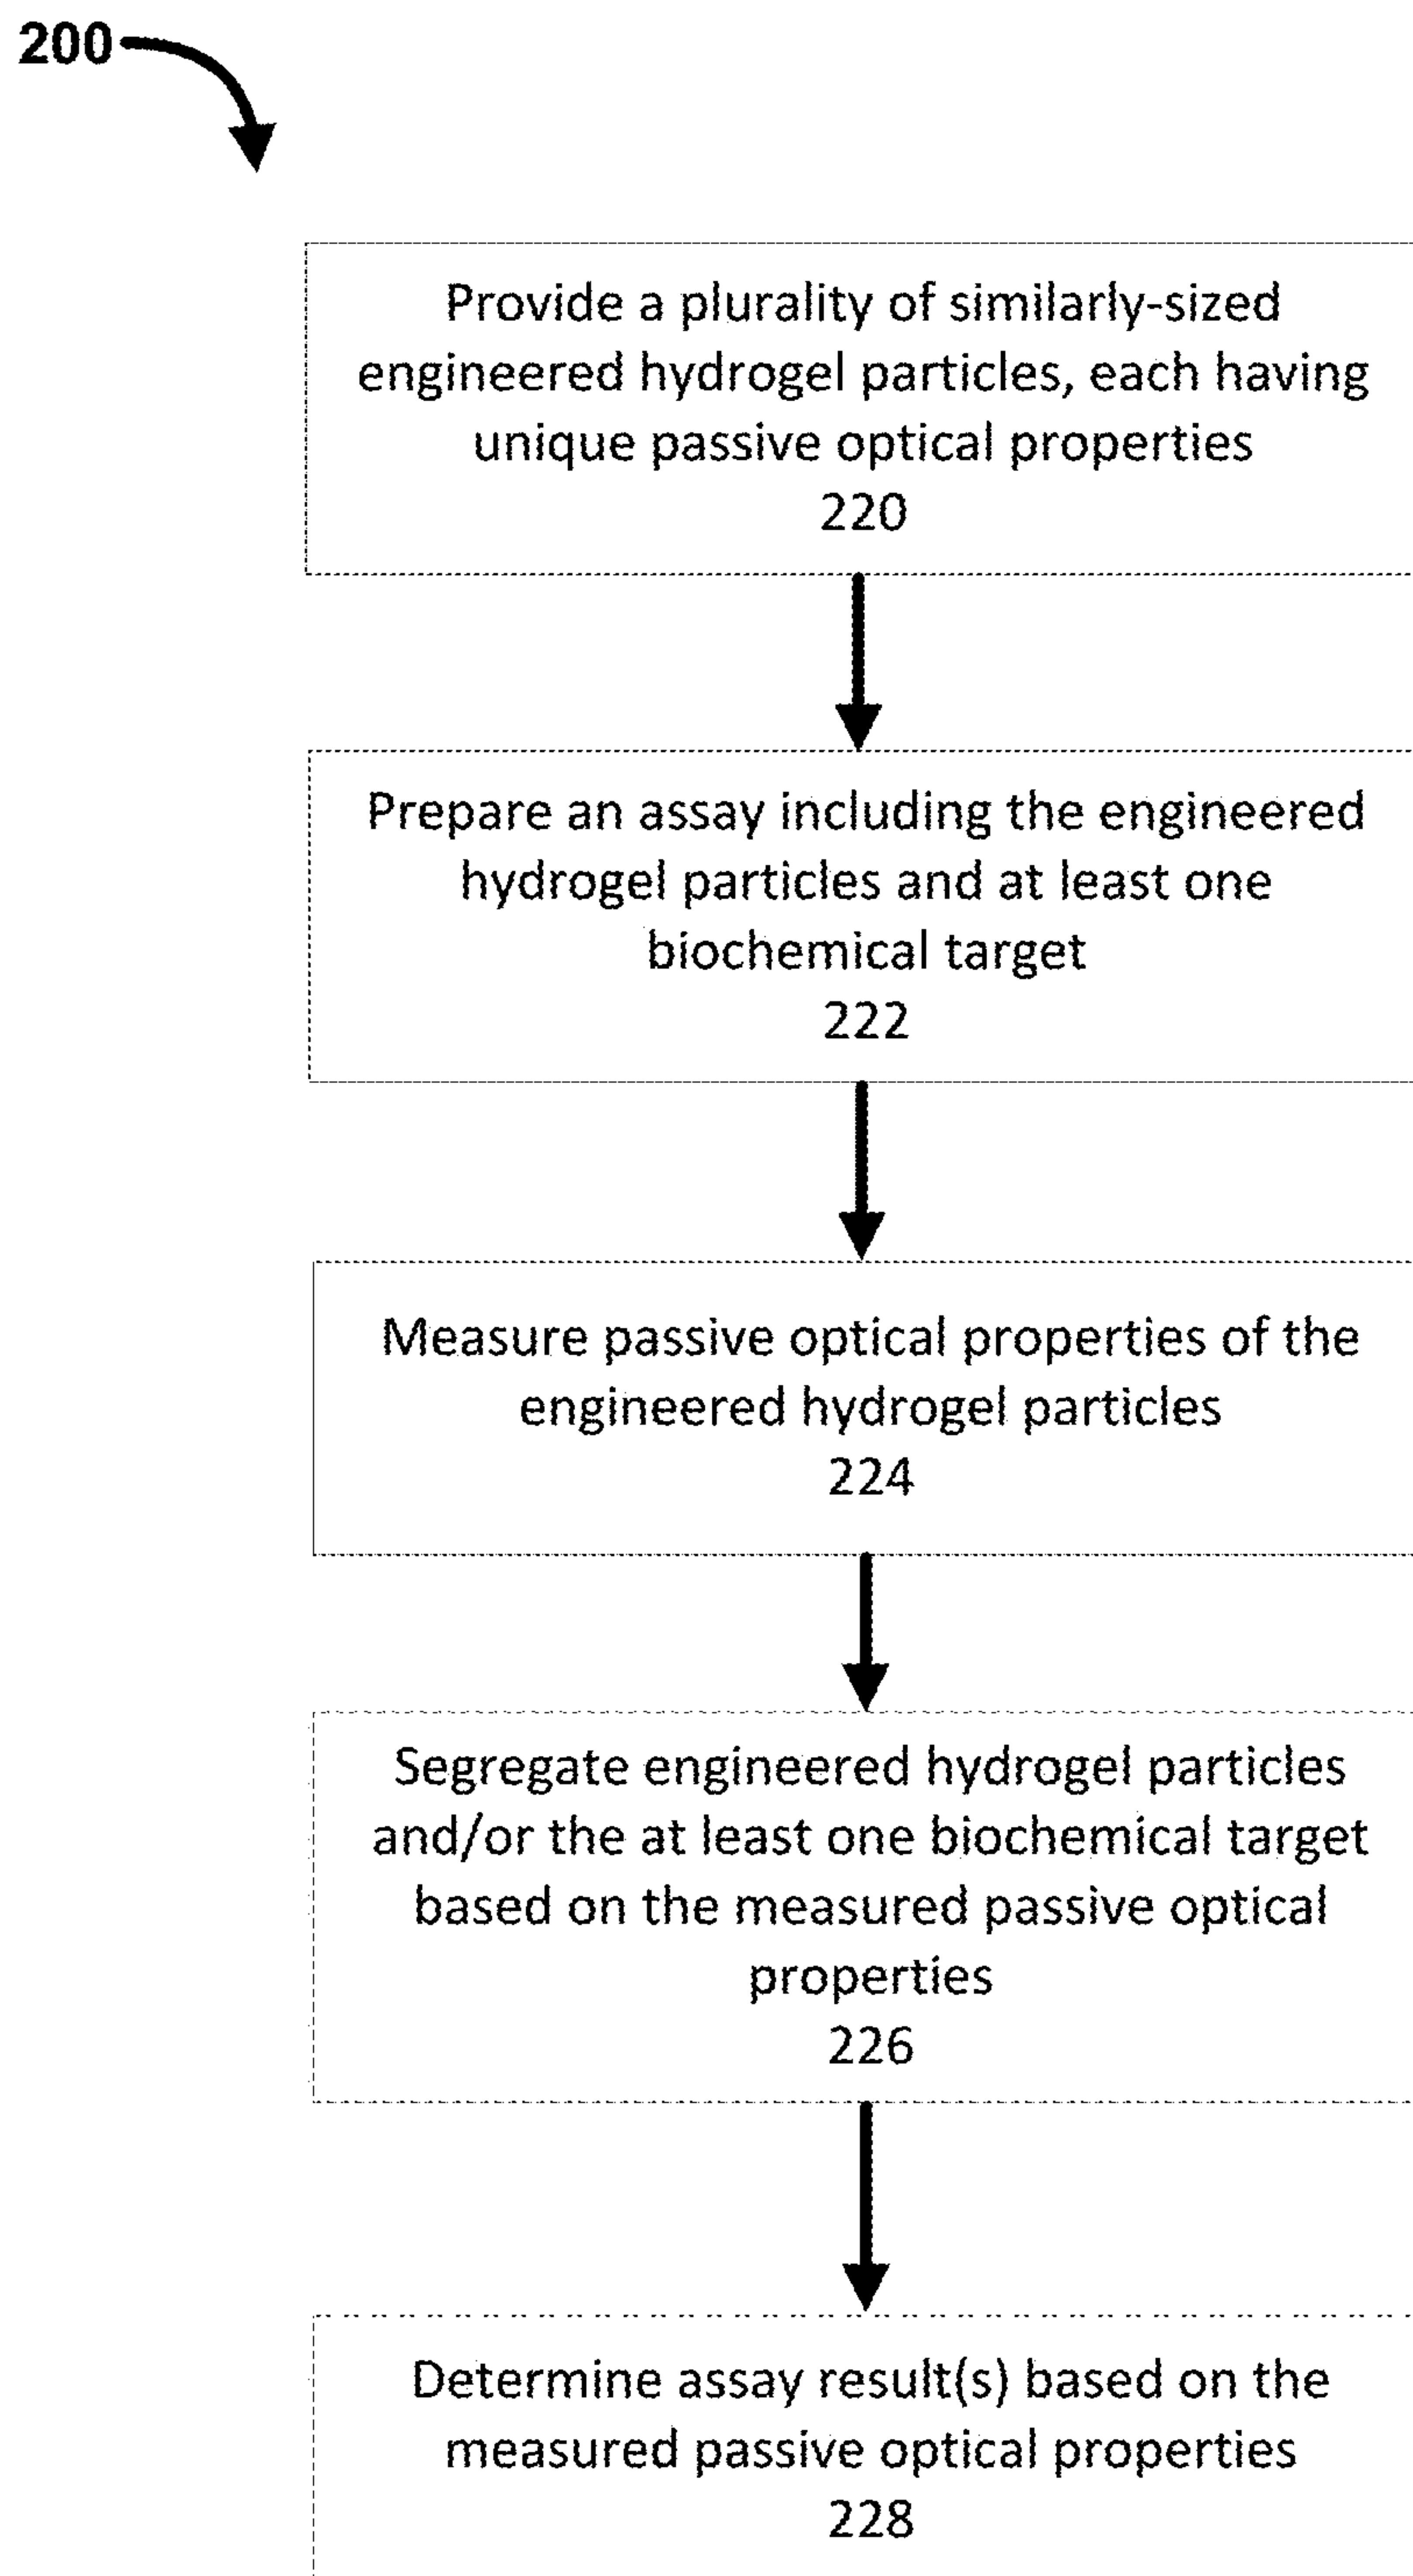 200
Provide a plurality of similarly-sized
engineered hydrogel particles, each having
unique passive optical properties
220
Prepare an assay including the engineered
hydrogel particles and at least one
biochemical target
222
Measure passive optical properties of the
engineered hydrogel particles
224
Segregate engineered hydrogel particles
and/or the at least one biochemical target
based on the measured passive optical
properties
226
Determine assay result(s) based on the
measured passive optical properties
228